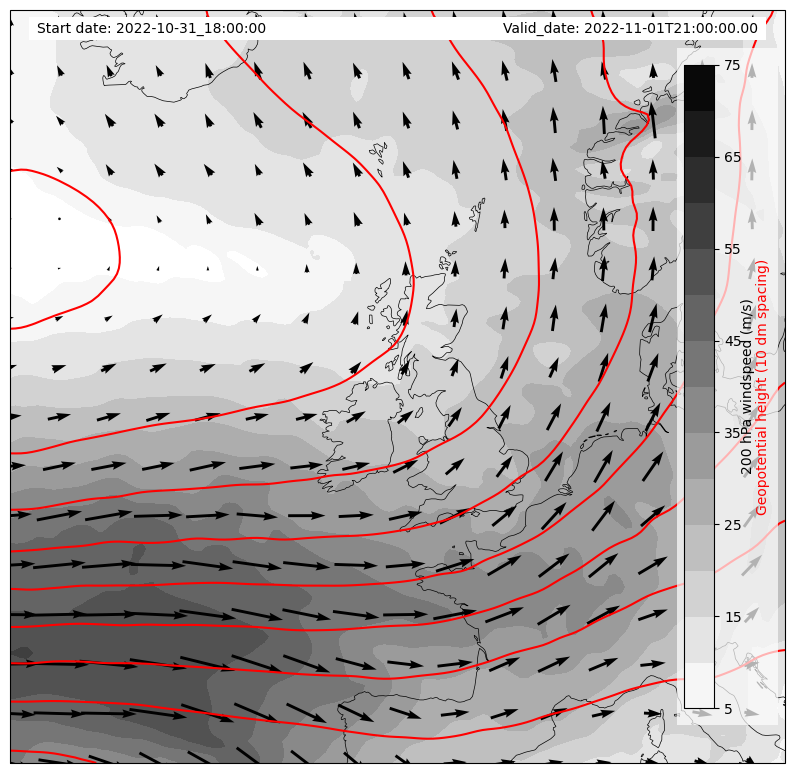 Start date: 2022-10-31_18:00:00
Valid_date: 2022-11-01T21:00:00.00
75
65
55
45
35
25
15
5
200 hPa windspeed (m/s)
Geopotential height (10 dm spacing)